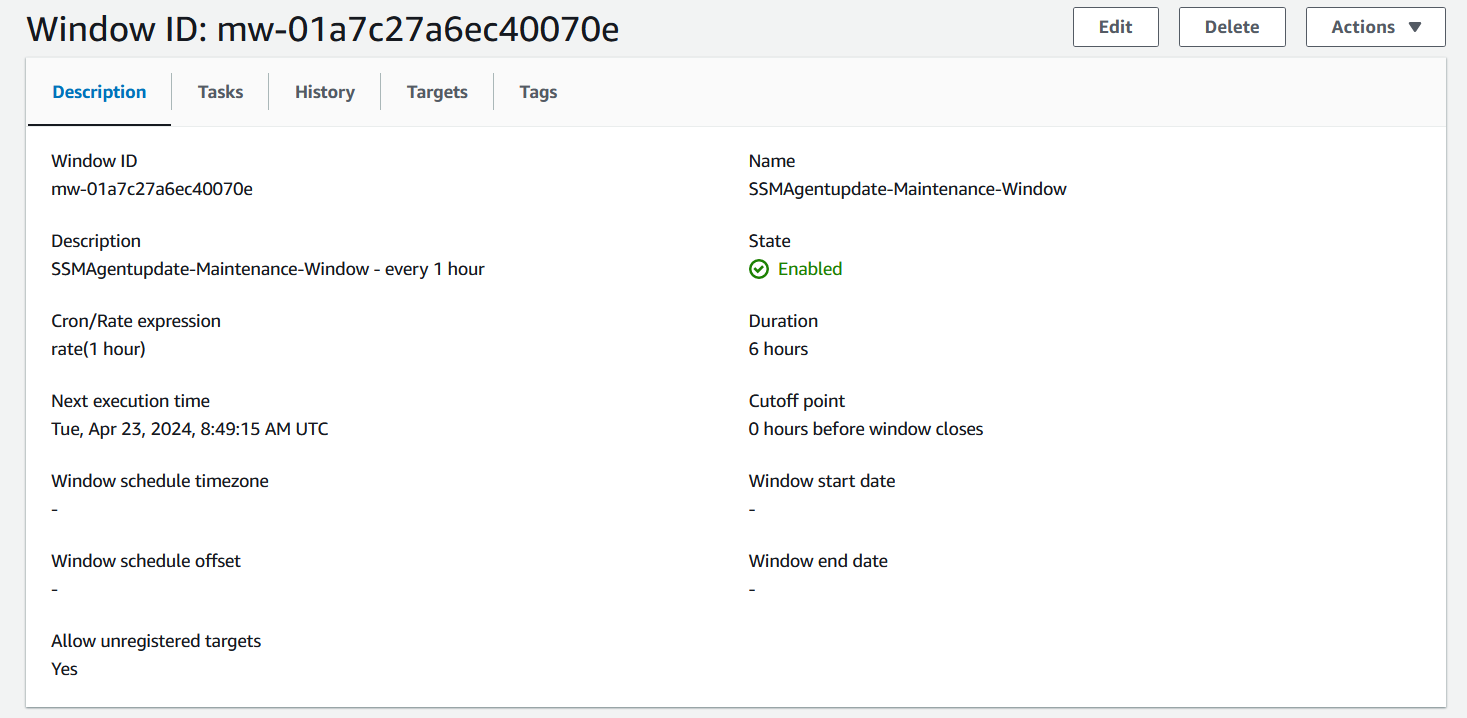 Window ID: mw-01a7c27a6ec40070e
Edit
Delete
Actions
Description
Tasks
History
Targets
Tags
Window ID
mw-01a7c27a6ec40070e
Name
SSMAgentupdate-Maintenance-Window
Description
SSMAgentupdate-Maintenance-Window - every 1 hour
State
Enabled
Cron/Rate expression
rate(1 hour)
Duration
6 hours
Next execution time
Tue, Apr 23, 2024, 8:49:15 AM UTC
Cutoff point
0 hours before window closes
Window schedule timezone
-
Window start date
-
Window schedule offset
-
Window end date
-
Allow unregistered targets
Yes